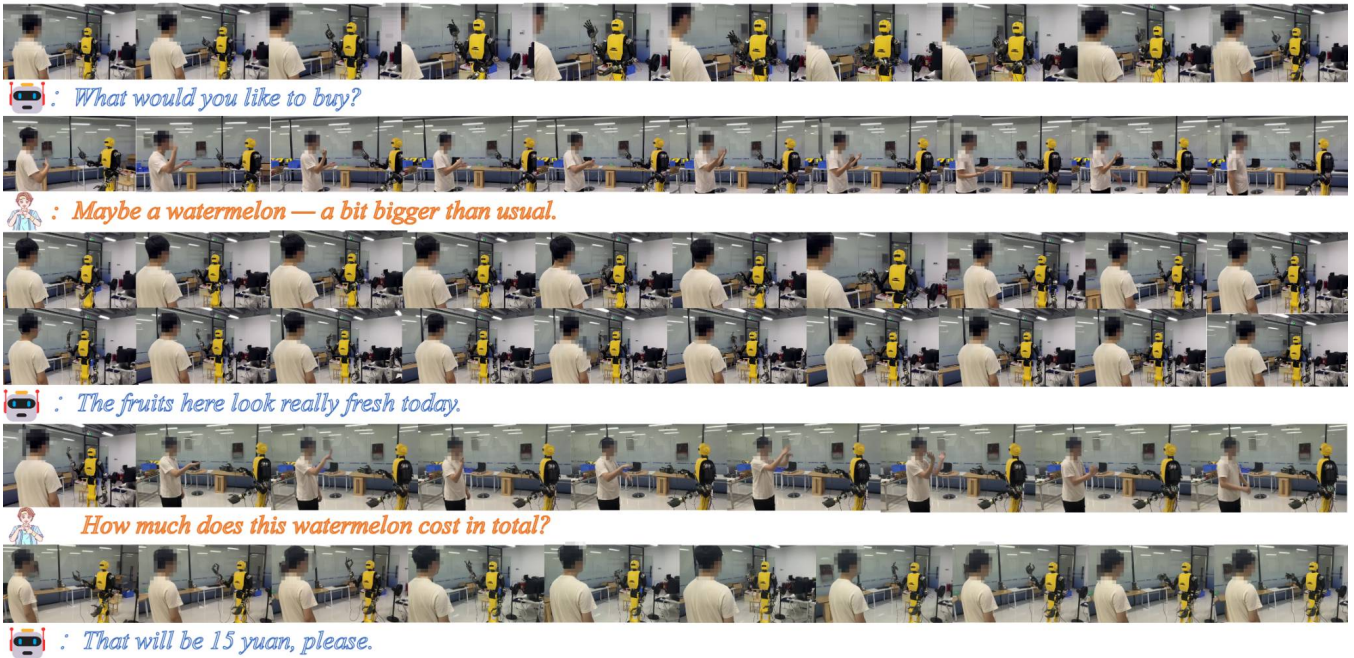 : What would you like to buy?
: Maybe a watermelon — a bit bigger than usual.
: The fruits here look really fresh today.
How much does this watermelon cost in total?
: That will be 15 yuan, please.